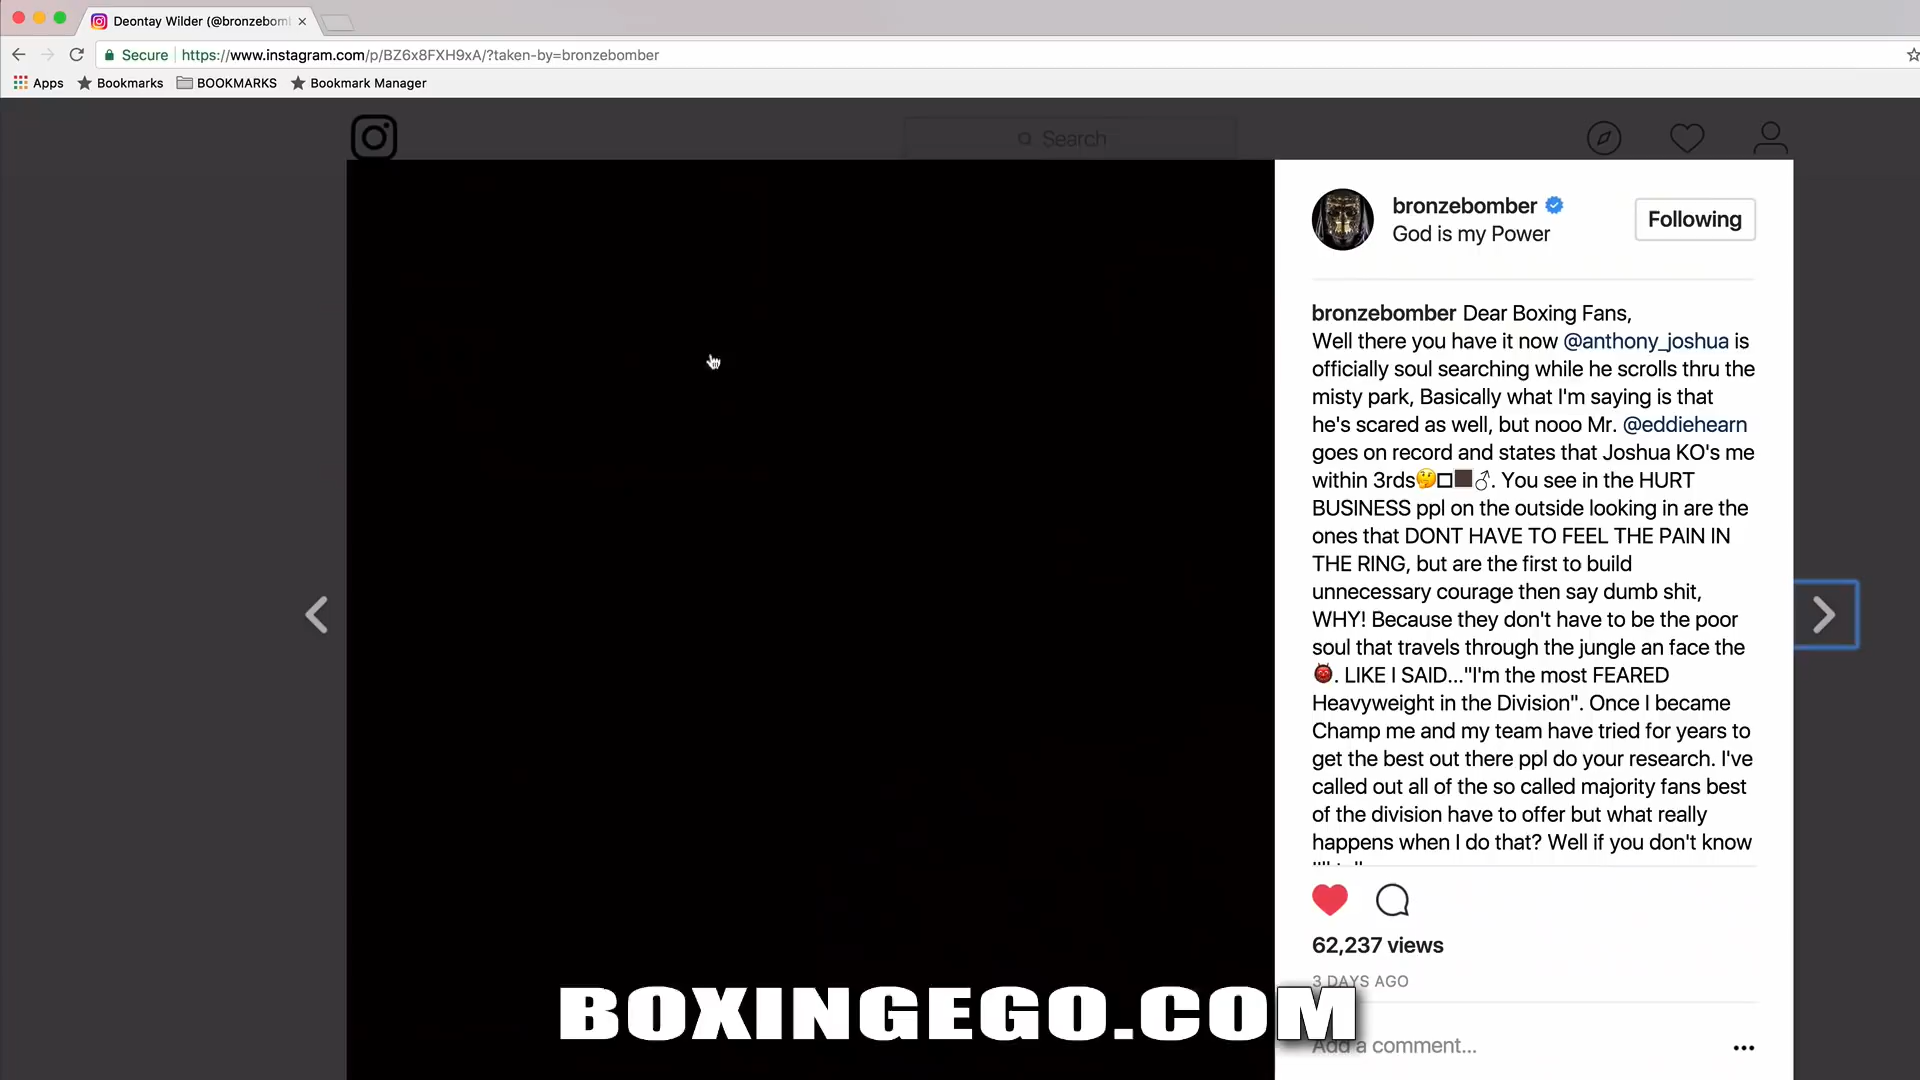 Deontay Wilder (@bronzebom
Secure https://www.instagram.com/p/BZ6x8FXH9xA/?taken-by=bronzebomber
Apps Bookmarks BOOKMARKS Bookmark Manager
Search
bronzebomber
God is my Power
Following
bronzebomber Dear Boxing Fans,
Well there you have it now @anthony_joshua is
officially soul searching while he scrolls thru the
misty park, Basically what I'm saying is that
he's scared as well, but nooo Mr. @eddiehearn
goes on record and states that Joshua KO's me
within 3rds🤔□■♂. You see in the HURT
BUSINESS ppl on the outside looking in are the
ones that DONT HAVE TO FEEL THE PAIN IN
THE RING, but are the first to build
unnecessary courage then say dumb shit,
WHY! Because they don't have to be the poor
soul that travels through the jungle an face the
👹. LIKE I SAID..."I'm the most FEARED
Heavyweight in the Division". Once I became
Champ me and my team have tried for years to
get the best out there ppl do your research. I've
called out all of the so called majority fans best
of the division have to offer but what really
happens when I do that? Well if you don't know
62,237 views
3 DAYS AGO
BOXINGEGO.COM
Add a comment...